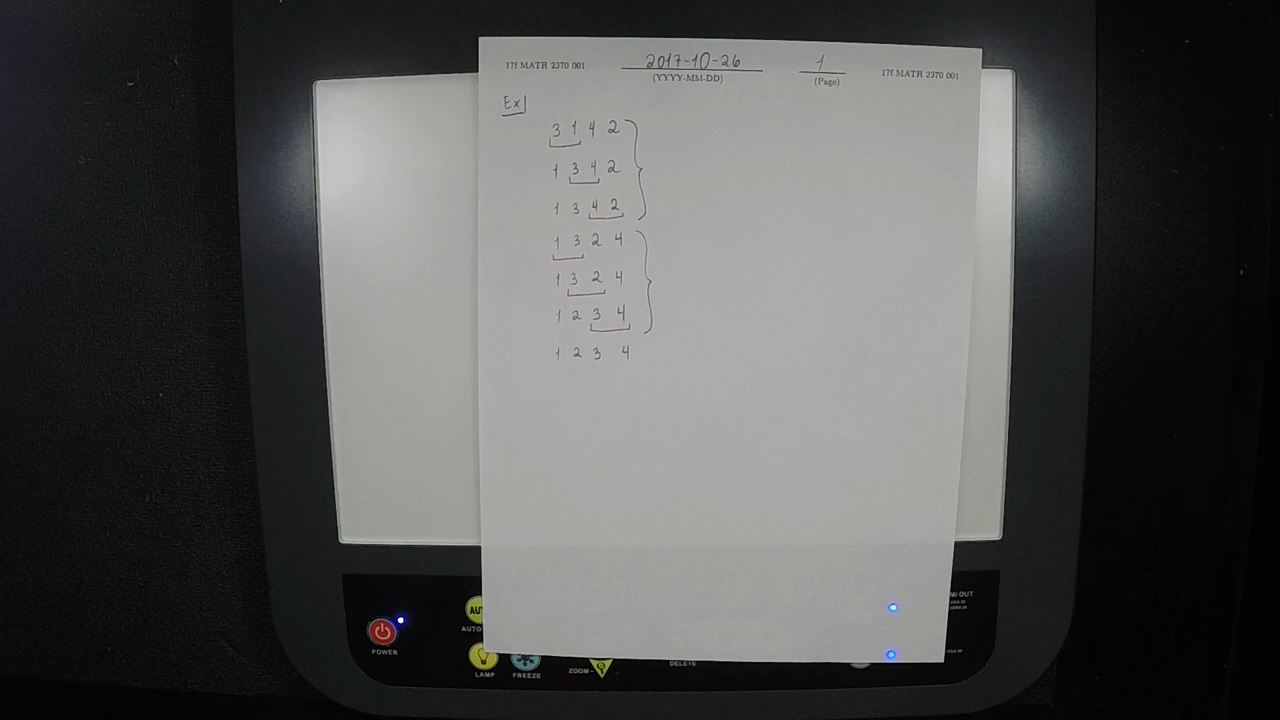 17f MATH 2370 001 2017-10-26 1 17f MATH 2370 001
(YYYY-MM-DD) (Page)
Ex
3 1 4 2
1 3 4 2
1 3 4 2
1 3 2 4
1 3 2 4
1 2 3 4
1 2 3 4
POWER
LAMP
FREEZE
ZOOM-
DELETE